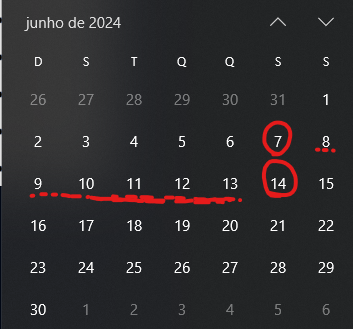 junho de 2024
D S T Q Q S S
26 27 28 29 30 31 1
2 3 4 5 6 7 8
9 10 11 12 13 14 15
16 17 18 19 20 21 22
23 24 25 26 27 28 29
30 1 2 3 4 5 6